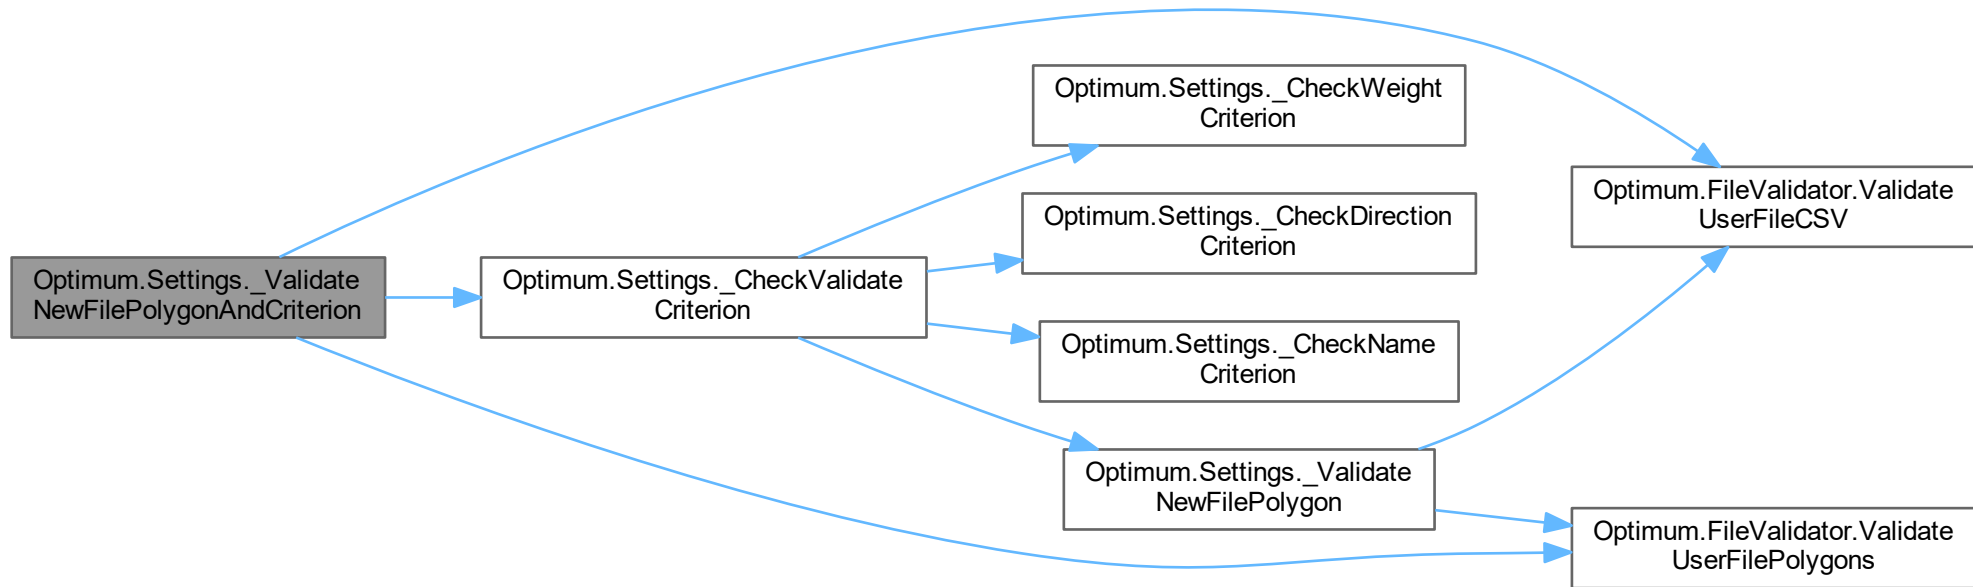 Optimum.Settings._Validate
NewFilePolygonAndCriterion
Optimum.Settings._CheckValidate
Criterion
Optimum.Settings._CheckWeight
Criterion
Optimum.Settings._CheckDirection
Criterion
Optimum.Settings._CheckName
Criterion
Optimum.Settings._Validate
NewFilePolygon
Optimum.FileValidator.Validate
UserFileCSV
Optimum.FileValidator.Validate
UserFilePolygons